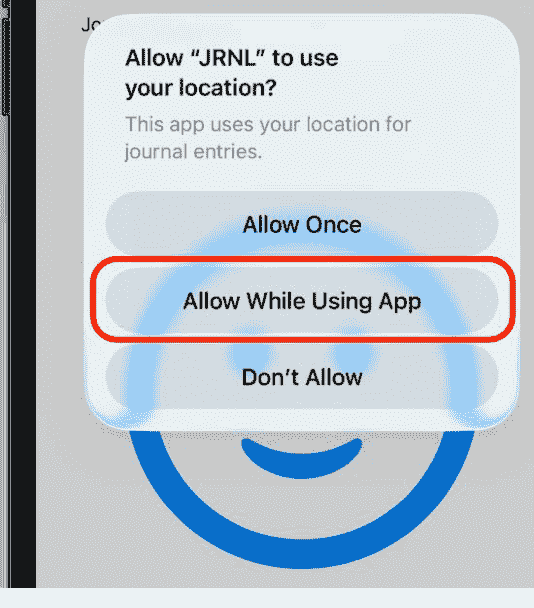 Jo
Allow “JRNL” to use
your location?
This app uses your location for
journal entries.
Allow Once
Allow While Using App
Don’t Allow